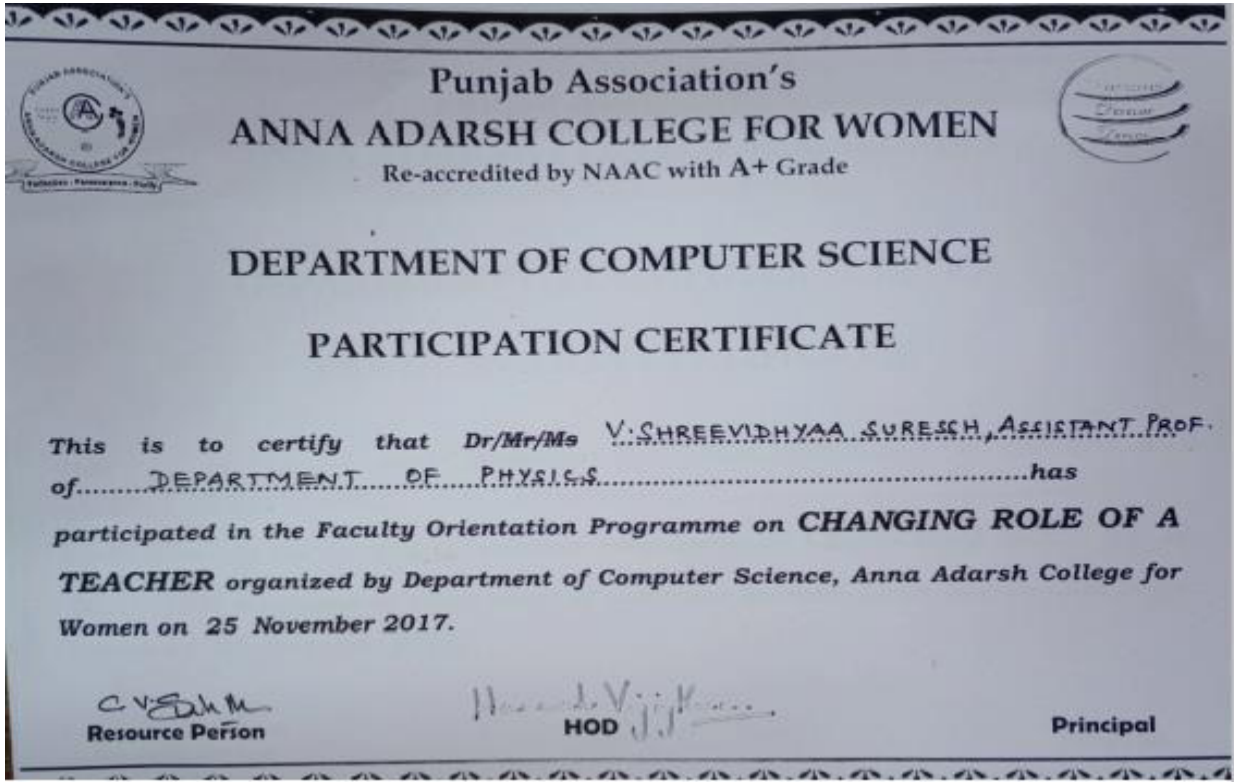 Punjab Association's
ANNA ADARSH COLLEGE FOR WOMEN
Re-accredited by NAAC with A+ Grade
DEPARTMENT OF COMPUTER SCIENCE
PARTICIPATION CERTIFICATE
This is to certify that Dr/Mr/Ms V.SHREEVIDHYAA SURESSH, ASSISTANT PROF.
of.........DEPARTMENT OF PHYSICS..........................................has
participated in the Faculty Orientation Programme on CHANGING ROLE OF A
TEACHER organized by Department of Computer Science, Anna Adarsh College for
Women on 25 November 2017.
Resource Person
HOD
Principal